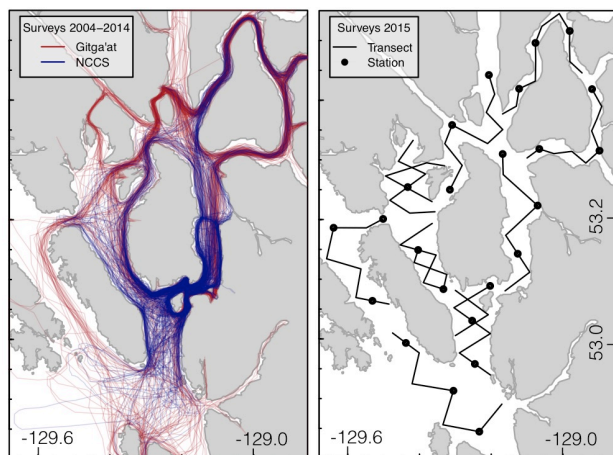 Surveys 2004–2014
Gitga'at
NCCS
-129.6
-129.0
Surveys 2015
Transect
Station
53.2
53.0
-129.6
-129.0